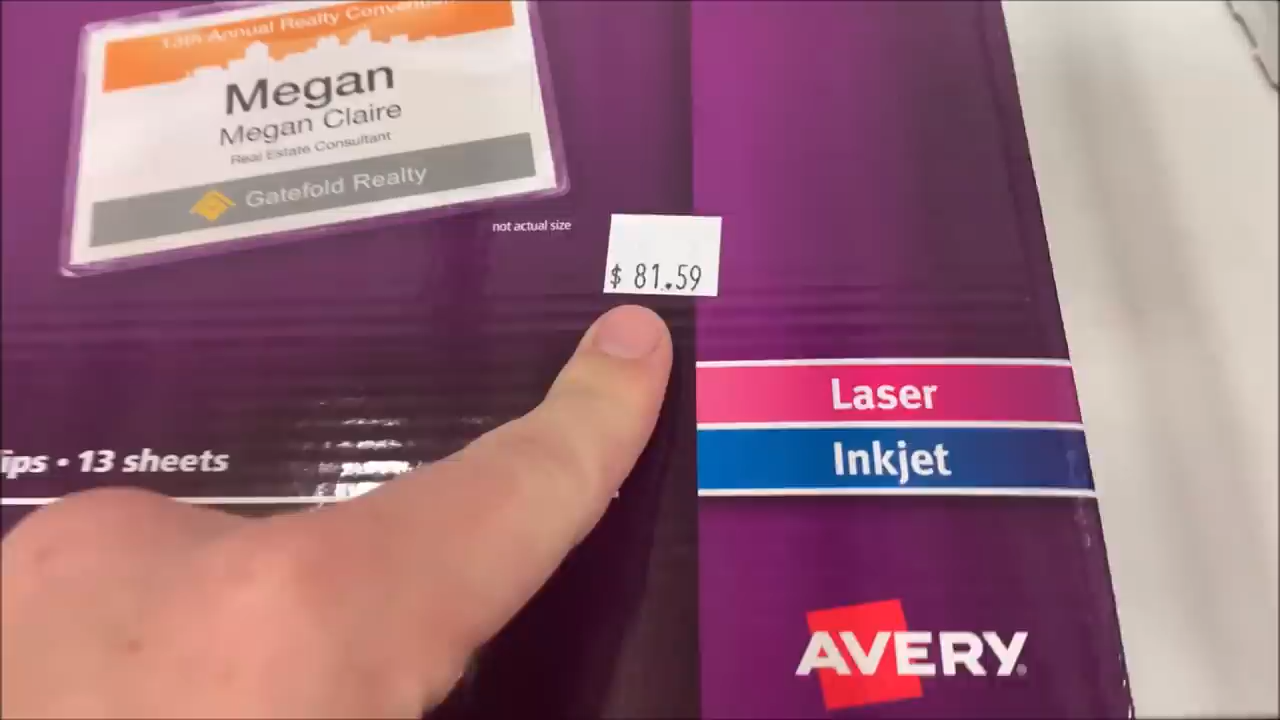 13th Annual Realty Convention
Megan
Megan Claire
Real Estate Consultant
Gatefold Realty
not actual size
$ 81.59
Laser
Inkjet
ips • 13 sheets
AVERY®